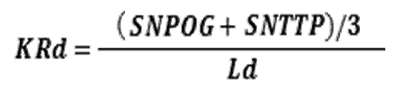 KRd = (SNPOG + SNTTP)/3
Ld